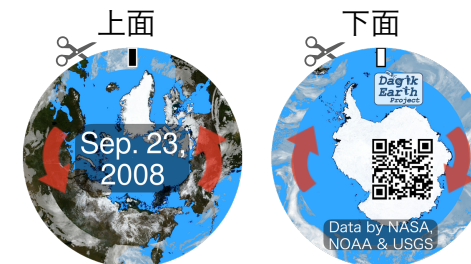 上面
下面
Sep. 23,
2008
Dagik
Earth
Project
Data by NASA,
NOAA & USGS